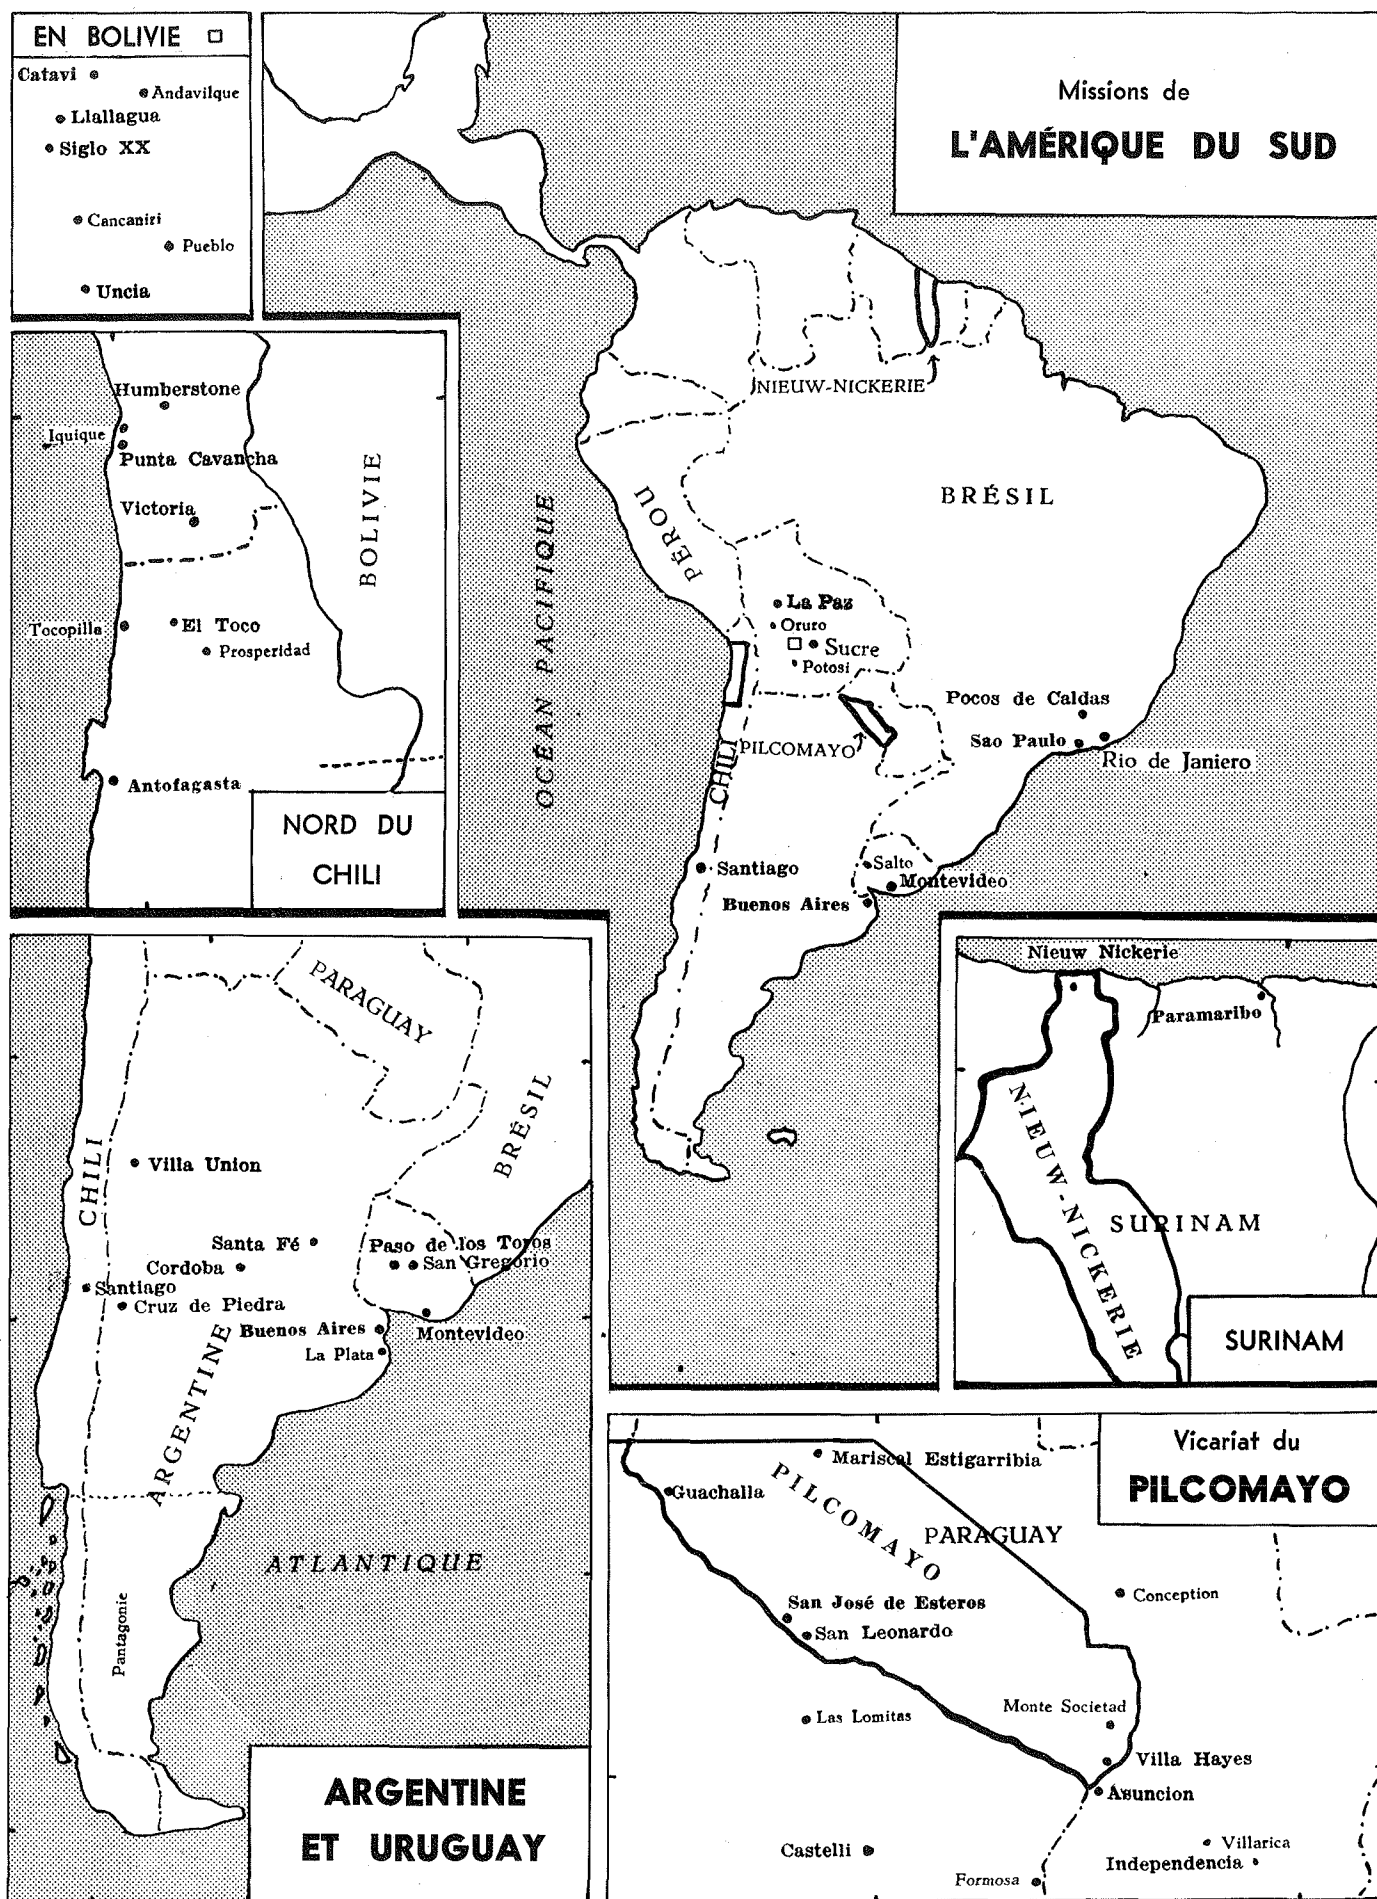 EN BOLIVIE
Catavi
Andavilque
Llallagua
Siglo XX
Cancaniri
Pueblo
Uncia
Missions de
L'AMÉRIQUE DU SUD
NIEUW-NICKERIE
BRÉSIL
PÉROU
OCÉAN PACIFIQUE
La Paz
Oruro
Sucre
Potosi
PILCOMAYO
CHILI
Pocos de Caldas
Sao Paulo
Rio de Janiero
Santiago
Salto
Montevideo
Buenos Aires
Humberstone
Iquique
Punta Cavancha
Victoria
BOLIVIE
Tocopilla
El Toco
Prosperidad
Antofagasta
NORD DU
CHILI
PARAGUAY
BRÉSIL
CHILI
Villa Union
Santa Fé
Paso de los Toros
Cordoba
San Gregorio
Santiago
Cruz de Piedra
Buenos Aires
Montevideo
La Plata
ARGENTINE
ATLANTIQUE
Pantagonie
ARGENTINE
ET URUGUAY
Nieuw Nickerie
Paramaribo
NIEUW-NICKERIE
SURINAM
SURINAM
Vicariat du
PILCOMAYO
Mariscal Estigarribia
Guachalla
PILCOMAYO
PARAGUAY
Conception
San José de Esteros
San Leonardo
Las Lomitas
Monte Societad
Villa Hayes
Asuncion
Castelli
Villarica
Independencia
Formosa